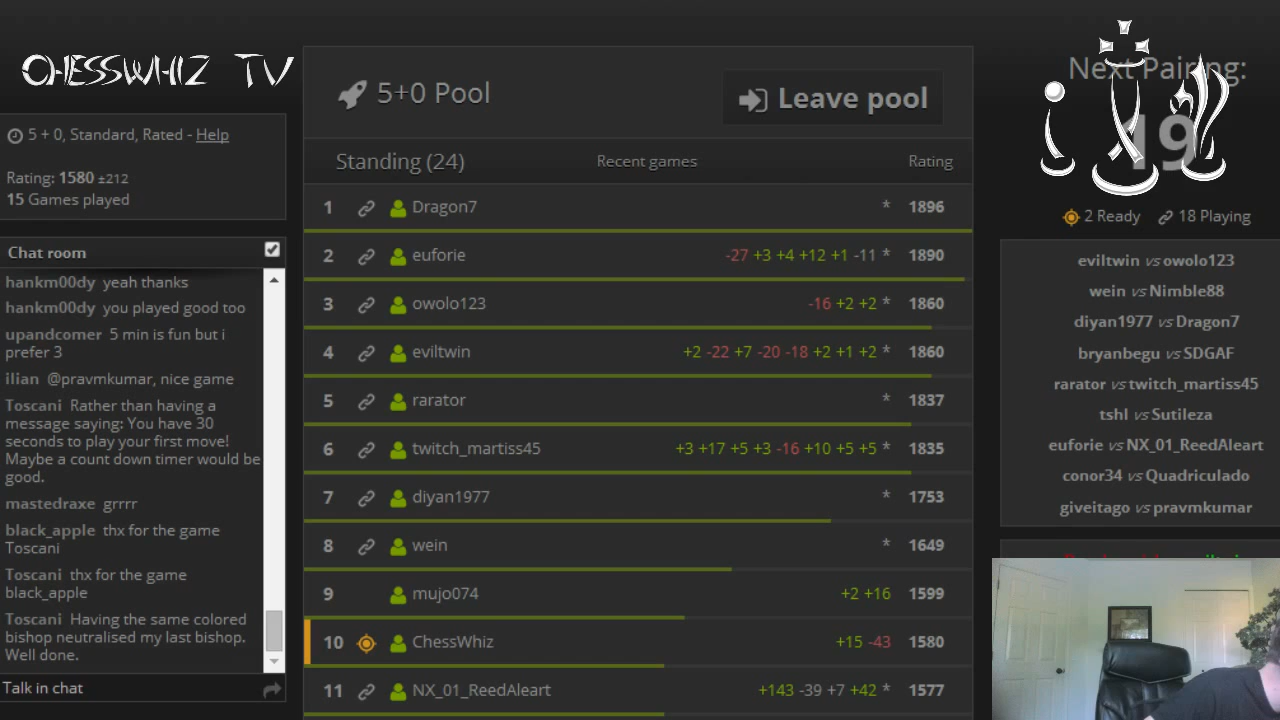 CHESSWHIZ TV
5 + 0, Standard, Rated - Help
Rating: 1580 ±212
15 Games played
Chat room
hankm00dy yeah thanks
hankm00dy you played good too
upandcomer 5 min is fun but i
prefer 3
ilian @pravmkumar, nice game
Toscani Rather than having a
message saying: You have 30
seconds to play your first move!
Maybe a count down timer would be
good.
mastedraxe grrrr
black_apple thx for the game
Toscani
Toscani thx for the game
black_apple
Toscani Having the same colored
bishop neutralised my last bishop.
Well done.
Talk in chat
5+0 Pool
Leave pool
Standing (24) Recent games Rating
1 Dragon7 * 1896
2 euforie -27 +3 +4 +12 +1 -11 * 1890
3 owolo123 -16 +2 +2 * 1860
4 eviltwin +2 -22 +7 -20 -18 +2 +1 +2 * 1860
5 rarator * 1837
6 twitch_martiss45 +3 +17 +5 +3 -16 +10 +5 +5 * 1835
7 diyan1977 * 1753
8 wein * 1649
9 mujo074 +2 +16 1599
10 ChessWhiz +15 -43 1580
11 NX_01_ReedAleart +143 -39 +7 +42 * 1577
Next Pairing:
19
2 Ready 18 Playing
eviltwin vs owolo123
wein vs Nimble88
diyan1977 vs Dragon7
bryanbegu vs SDGAF
rarator vs twitch_martiss45
tshl vs Sutileza
euforie vs NX_01_ReedAleart
conor34 vs Quadriculado
giveitago vs pravmkumar